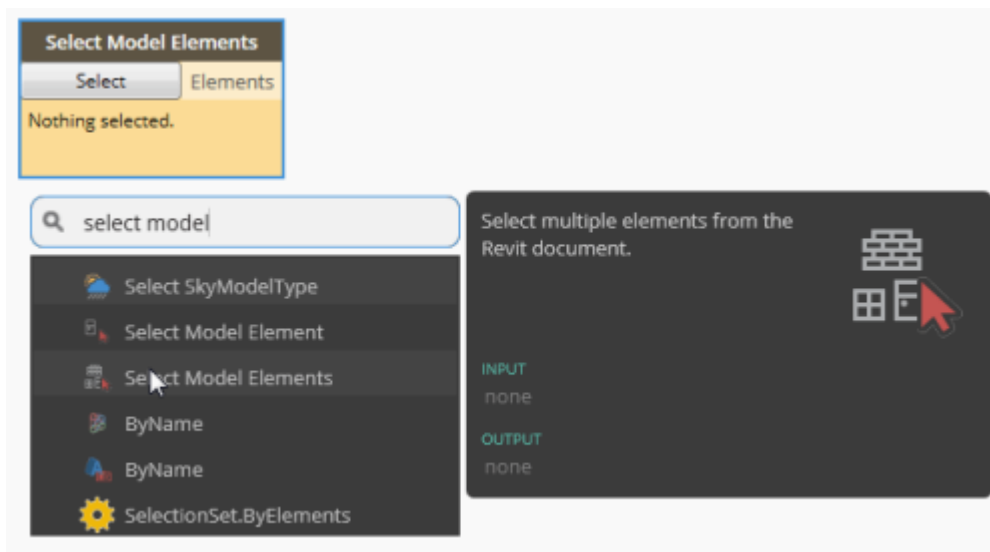 Select Model Elements
Select Elements
Nothing selected.
select model
Select SkyModelType
Select Model Element
Select Model Elements
ByName
ByName
SelectionSet.ByElements
Select multiple elements from the
Revit document.
INPUT
none
OUTPUT
none